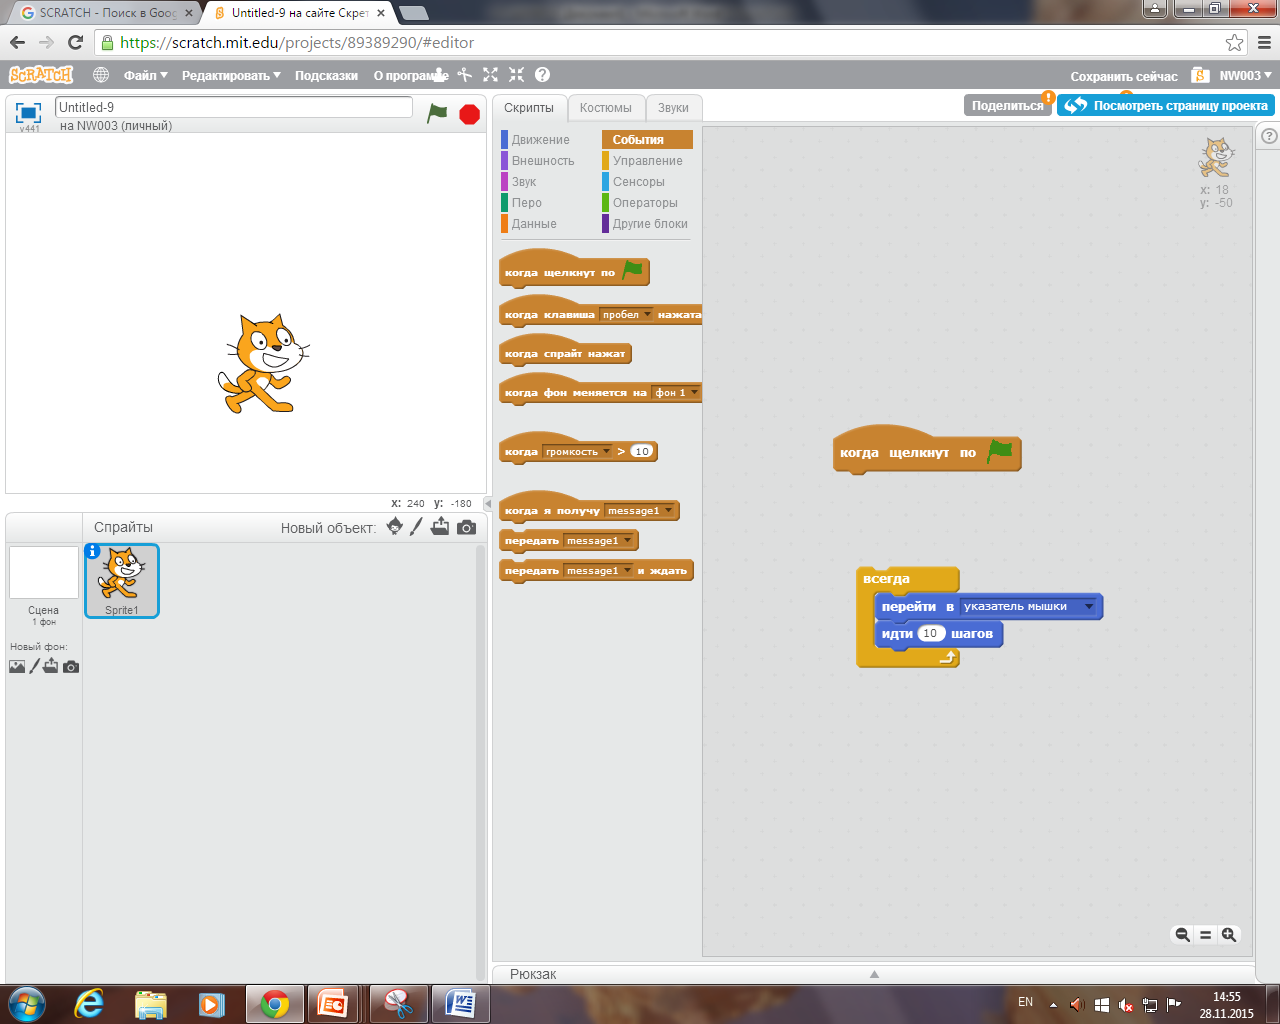 SCRATCH - Поиск в Goog
Untitled-9 на сайте Скрет
https://scratch.mit.edu/projects/89389290/#editor
SCRATCH
Файл
Редактировать
Подсказки
О программе
Сохранить сейчас
NW003
Untitled-9
на NW003 (личный)
v441
Скрипты
Костюмы
Звуки
Поделиться
Посмотреть страницу проекта
Движение
События
Внешность
Управление
Звук
Сенсоры
Перо
Операторы
Данные
Другие блоки
x: 18
y: -50
когда щелкнут по
когда клавиша пробел нажата
когда спрайт нажат
когда фон меняется на фон 1
когда громкость > 10
когда я получу message1
передать message1
передать message1 и ждать
когда щелкнут по
всегда
перейти в указатель мышки
идти 10 шагов
x: 240 y: -180
Спрайты
Новый объект:
Сцена
1 фон
Sprite1
Новый фон:
Рюкзак
EN
14:55
28.11.2015